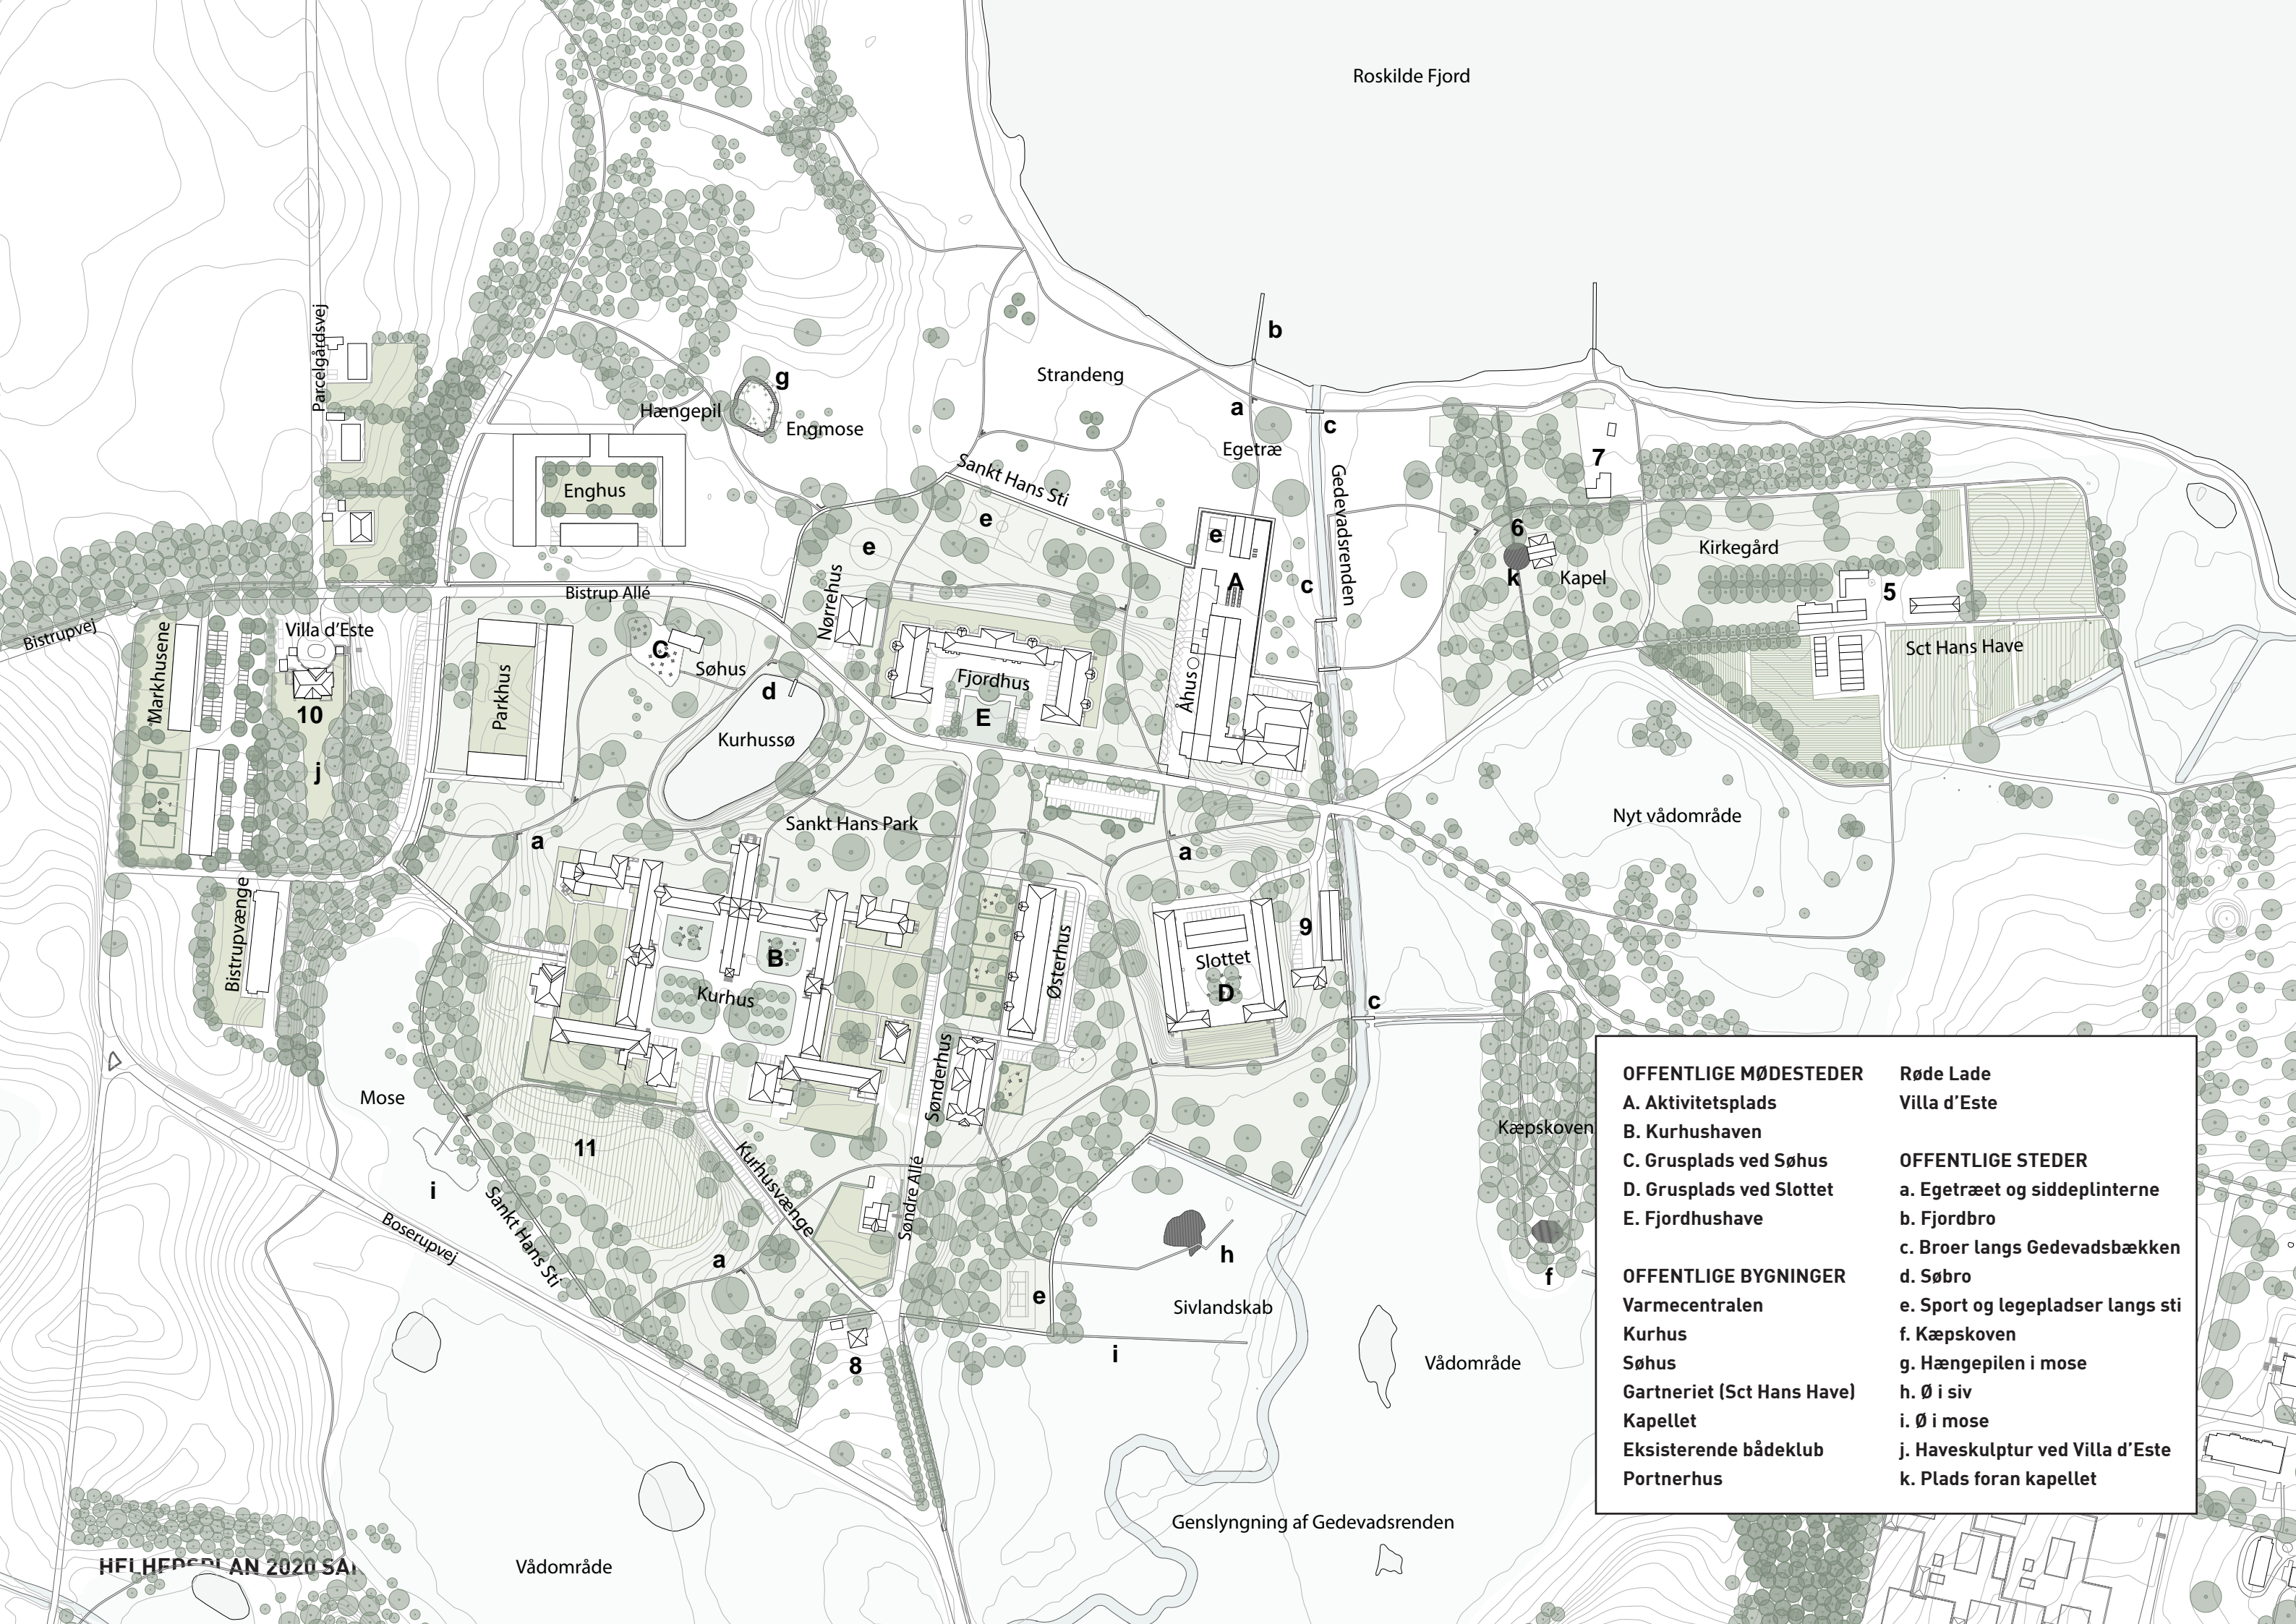 Roskilde Fjord
b
Parcelgårdsvej
Strandeng
g
Hængepil
Engmose
a
c
Egetræ
Sankt Hans Sti
7
Gedevadsrenden
Enghus
e
e
e
6
Kirkegård
k
Kapel
A
c
5
Bistrup Allé
Nørrehus
Bistrupvej
Markhusene
Villa d’Este
C
Søhus
Sct Hans Have
d
Fjordhus
Åhus
10
Parkhus
E
Kurhussø
j
Nyt vådområde
Sankt Hans Park
a
a
Bistrupvænge
9
B
Slottet
Østerhus
D
Kurhus
c
Sønderhus
Mose
Kæpskoven
11
i
Kurhusvænge
Sankt Hans Sti
Søndre Allé
Boserupvej
a
h
f
e
Sivlandskab
i
8
Vådområde
Genslyngning af Gedevadsrenden
Vådområde
HELHEDSPLAN 2020
OFFENTLIGE MØDESTEDER
A. Aktivitetsplads
B. Kurhushaven
C. Grusplads ved Søhus
D. Grusplads ved Slottet
E. Fjordhushave
OFFENTLIGE BYGNINGER
Varmecentralen
Kurhus
Søhus
Gartneriet (Sct Hans Have)
Kapellet
Eksisterende bådeklub
Portnerhus
Røde Lade
Villa d’Este
OFFENTLIGE STEDER
a. Egetræet og siddeplinterne
b. Fjordbro
c. Broer langs Gedevadsbækken
d. Søbro
e. Sport og legepladser langs sti
f. Kæpskoven
g. Hængepilen i mose
h. Ø i siv
i. Ø i mose
j. Haveskulptur ved Villa d’Este
k. Plads foran kapellet